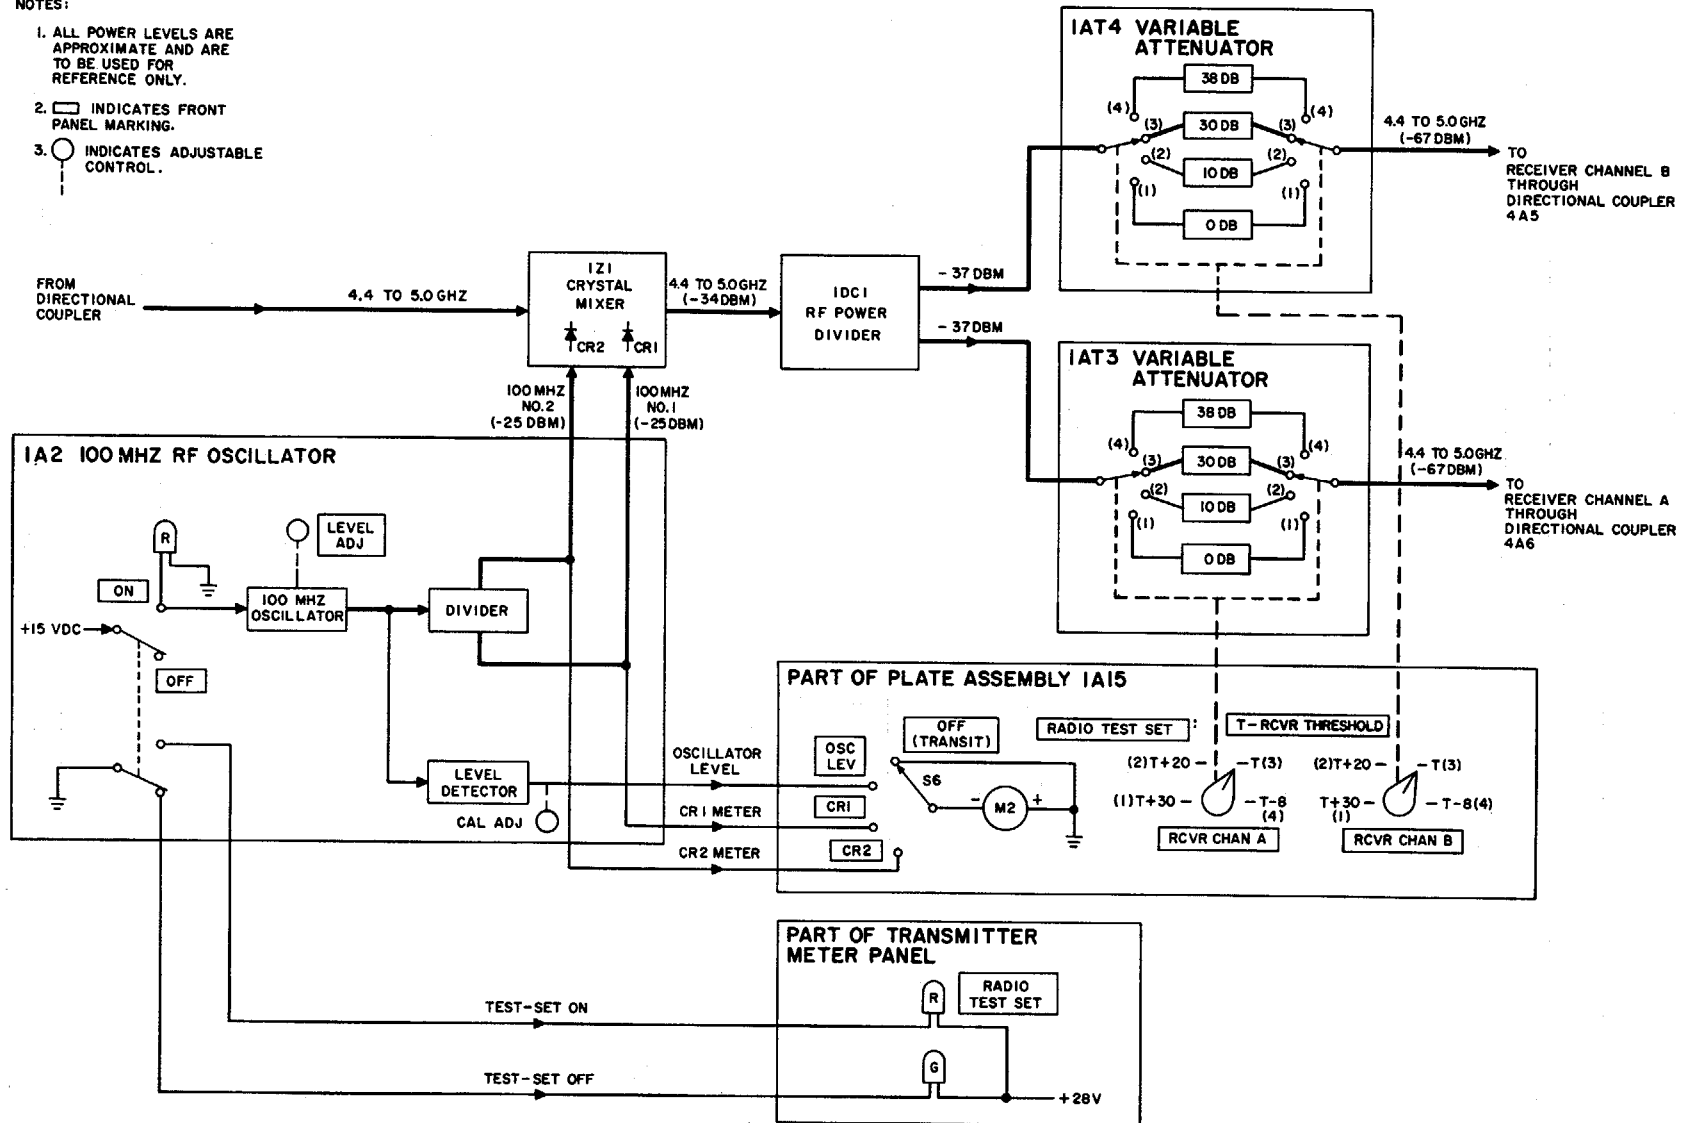 NOTES:
1. ALL POWER LEVELS ARE
APPROXIMATE AND ARE
TO BE USED FOR
REFERENCE ONLY.
2. INDICATES FRONT
PANEL MARKING.
3. INDICATES ADJUSTABLE
CONTROL.
1AT4 VARIABLE
ATTENUATOR
38 DB
(4)
(4)
30 DB
(3)
(3)
10 DB
(2)
(2)
0 DB
(1)
(1)
4.4 TO 5.0 GHZ
(-67 DBM)
TO
RECEIVER CHANNEL B
THROUGH
DIRECTIONAL COUPLER
4A5
FROM
DIRECTIONAL
COUPLER
4.4 TO 5.0 GHZ
1Z1
CRYSTAL
MIXER
CR2
CR1
4.4 TO 5.0 GHZ
(-34 DBM)
1DC1
RF POWER
DIVIDER
- 37 DBM
- 37 DBM
1AT3 VARIABLE
ATTENUATOR
38 DB
(4)
(4)
30 DB
(3)
(3)
10 DB
(2)
(2)
0 DB
(1)
(1)
4.4 TO 5.0 GHZ
(-67 DBM)
TO
RECEIVER CHANNEL A
THROUGH
DIRECTIONAL COUPLER
4A6
100 MHZ
NO.2
(-25 DBM)
100 MHZ
NO.1
(-25 DBM)
1A2 100 MHZ RF OSCILLATOR
R
LEVEL
ADJ
ON
100 MHZ
OSCILLATOR
DIVIDER
+15 VDC
OFF
LEVEL
DETECTOR
CAL ADJ
OSCILLATOR
LEVEL
CR1 METER
CR2 METER
PART OF PLATE ASSEMBLY 1A15
OSC
LEV
OFF
(TRANSIT)
S6
CR1
CR2
-
M2
+
RADIO TEST SET
:
T-RCVR THRESHOLD
(2)T+20 -
- T(3)
(1)T+30 -
- T-8
(4)
RCVR CHAN A
(2)T+20 -
- T(3)
T+30 -
(1)
- T-8(4)
RCVR CHAN B
PART OF TRANSMITTER
METER PANEL
R
RADIO
TEST SET
TEST-SET ON
G
TEST-SET OFF
+28V